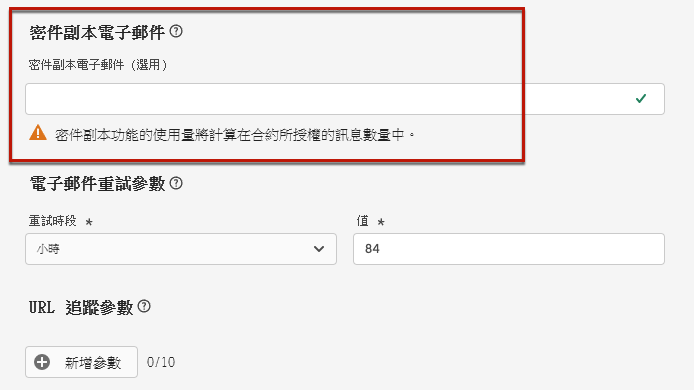 密件副本電子郵件
密件副本電子郵件 (選用)
密件副本功能的使用量將計算在合約所授權的訊息數量中。
電子郵件重試參數
重試時段 * 值 *
小時 84
URL 追蹤參數
新增參數 0/10